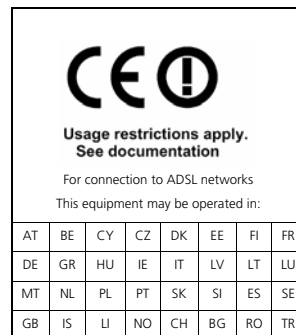 CE!
Usage restrictions apply.
See documentation
For connection to ADSL networks
This equipment may be operated in:
AT BE CY CZ DK EE FI FR
DE GR HU IE IT LV LT LU
MT NL PL PT SK SI ES SE
GB IS LI NO CH BG RO TR